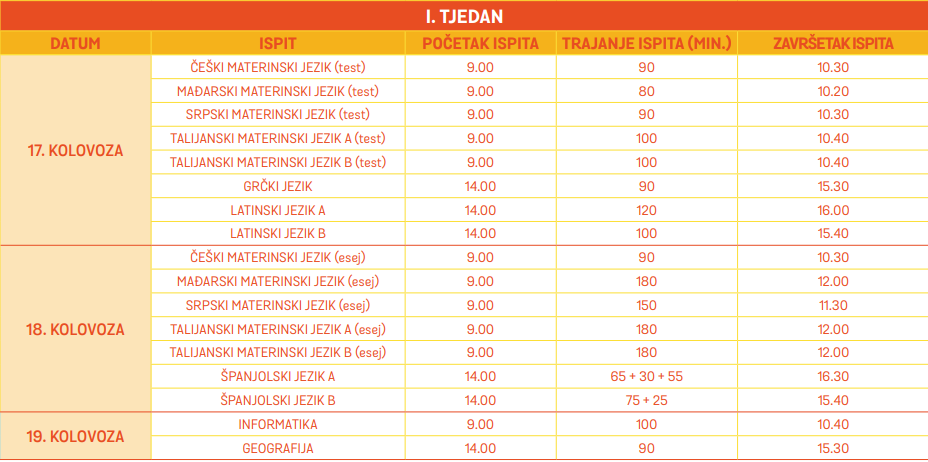 I. TJEDAN
DATUM ISPIT POČETAK ISPITA TRAJANJE ISPITA (MIN.) ZAVRŠETAK ISPITA
17. KOLOVOZA
ČEŠKI MATERINSKI JEZIK (test) 9.00 90 10.30
MAĐARSKI MATERINSKI JEZIK (test) 9.00 80 10.20
SRPSKI MATERINSKI JEZIK (test) 9.00 90 10.30
TALIJANSKI MATERINSKI JEZIK A (test) 9.00 100 10.40
TALIJANSKI MATERINSKI JEZIK B (test) 9.00 100 10.40
GRČKI JEZIK 14.00 90 15.30
LATINSKI JEZIK A 14.00 120 16.00
LATINSKI JEZIK B 14.00 100 15.40
18. KOLOVOZA
ČEŠKI MATERINSKI JEZIK (esej) 9.00 90 10.30
MAĐARSKI MATERINSKI JEZIK (esej) 9.00 180 12.00
SRPSKI MATERINSKI JEZIK (esej) 9.00 150 11.30
TALIJANSKI MATERINSKI JEZIK A (esej) 9.00 180 12.00
TALIJANSKI MATERINSKI JEZIK B (esej) 9.00 180 12.00
ŠPANJOLSKI JEZIK A 14.00 65 + 30 + 55 16.30
ŠPANJOLSKI JEZIK B 14.00 75 + 25 15.40
19. KOLOVOZA
INFORMATIKA 9.00 100 10.40
GEOGRAFIJA 14.00 90 15.30